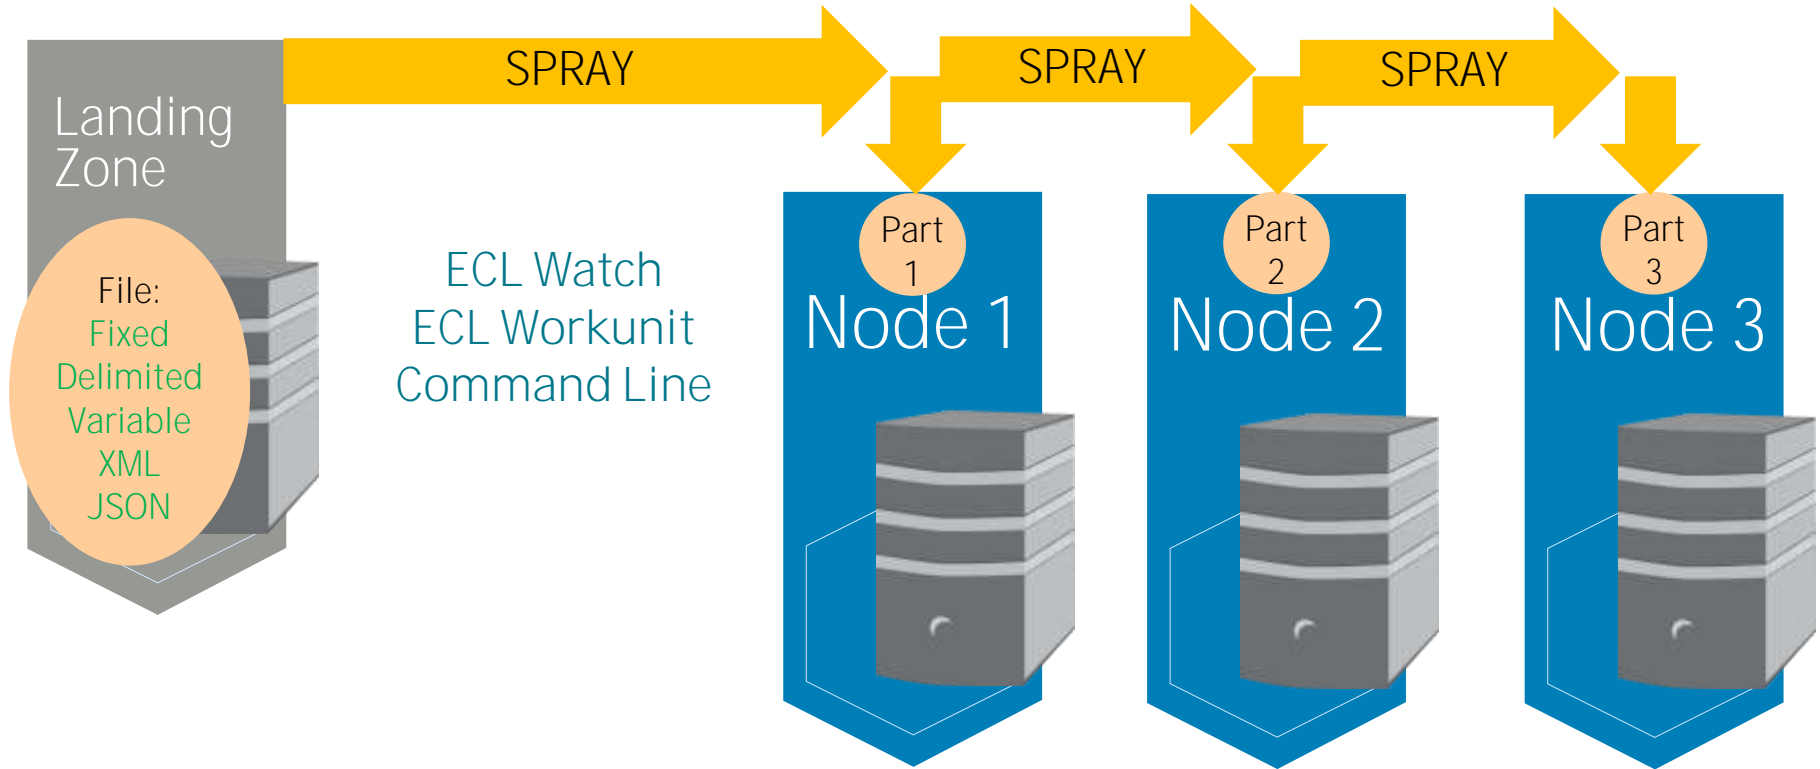 SPRAY
SPRAY
SPRAY
Landing
Zone
File:
Fixed
Delimited
Variable
XML
JSON
ECL Watch
ECL Workunit
Command Line
Part
1
Node 1
Part
2
Node 2
Part
3
Node 3